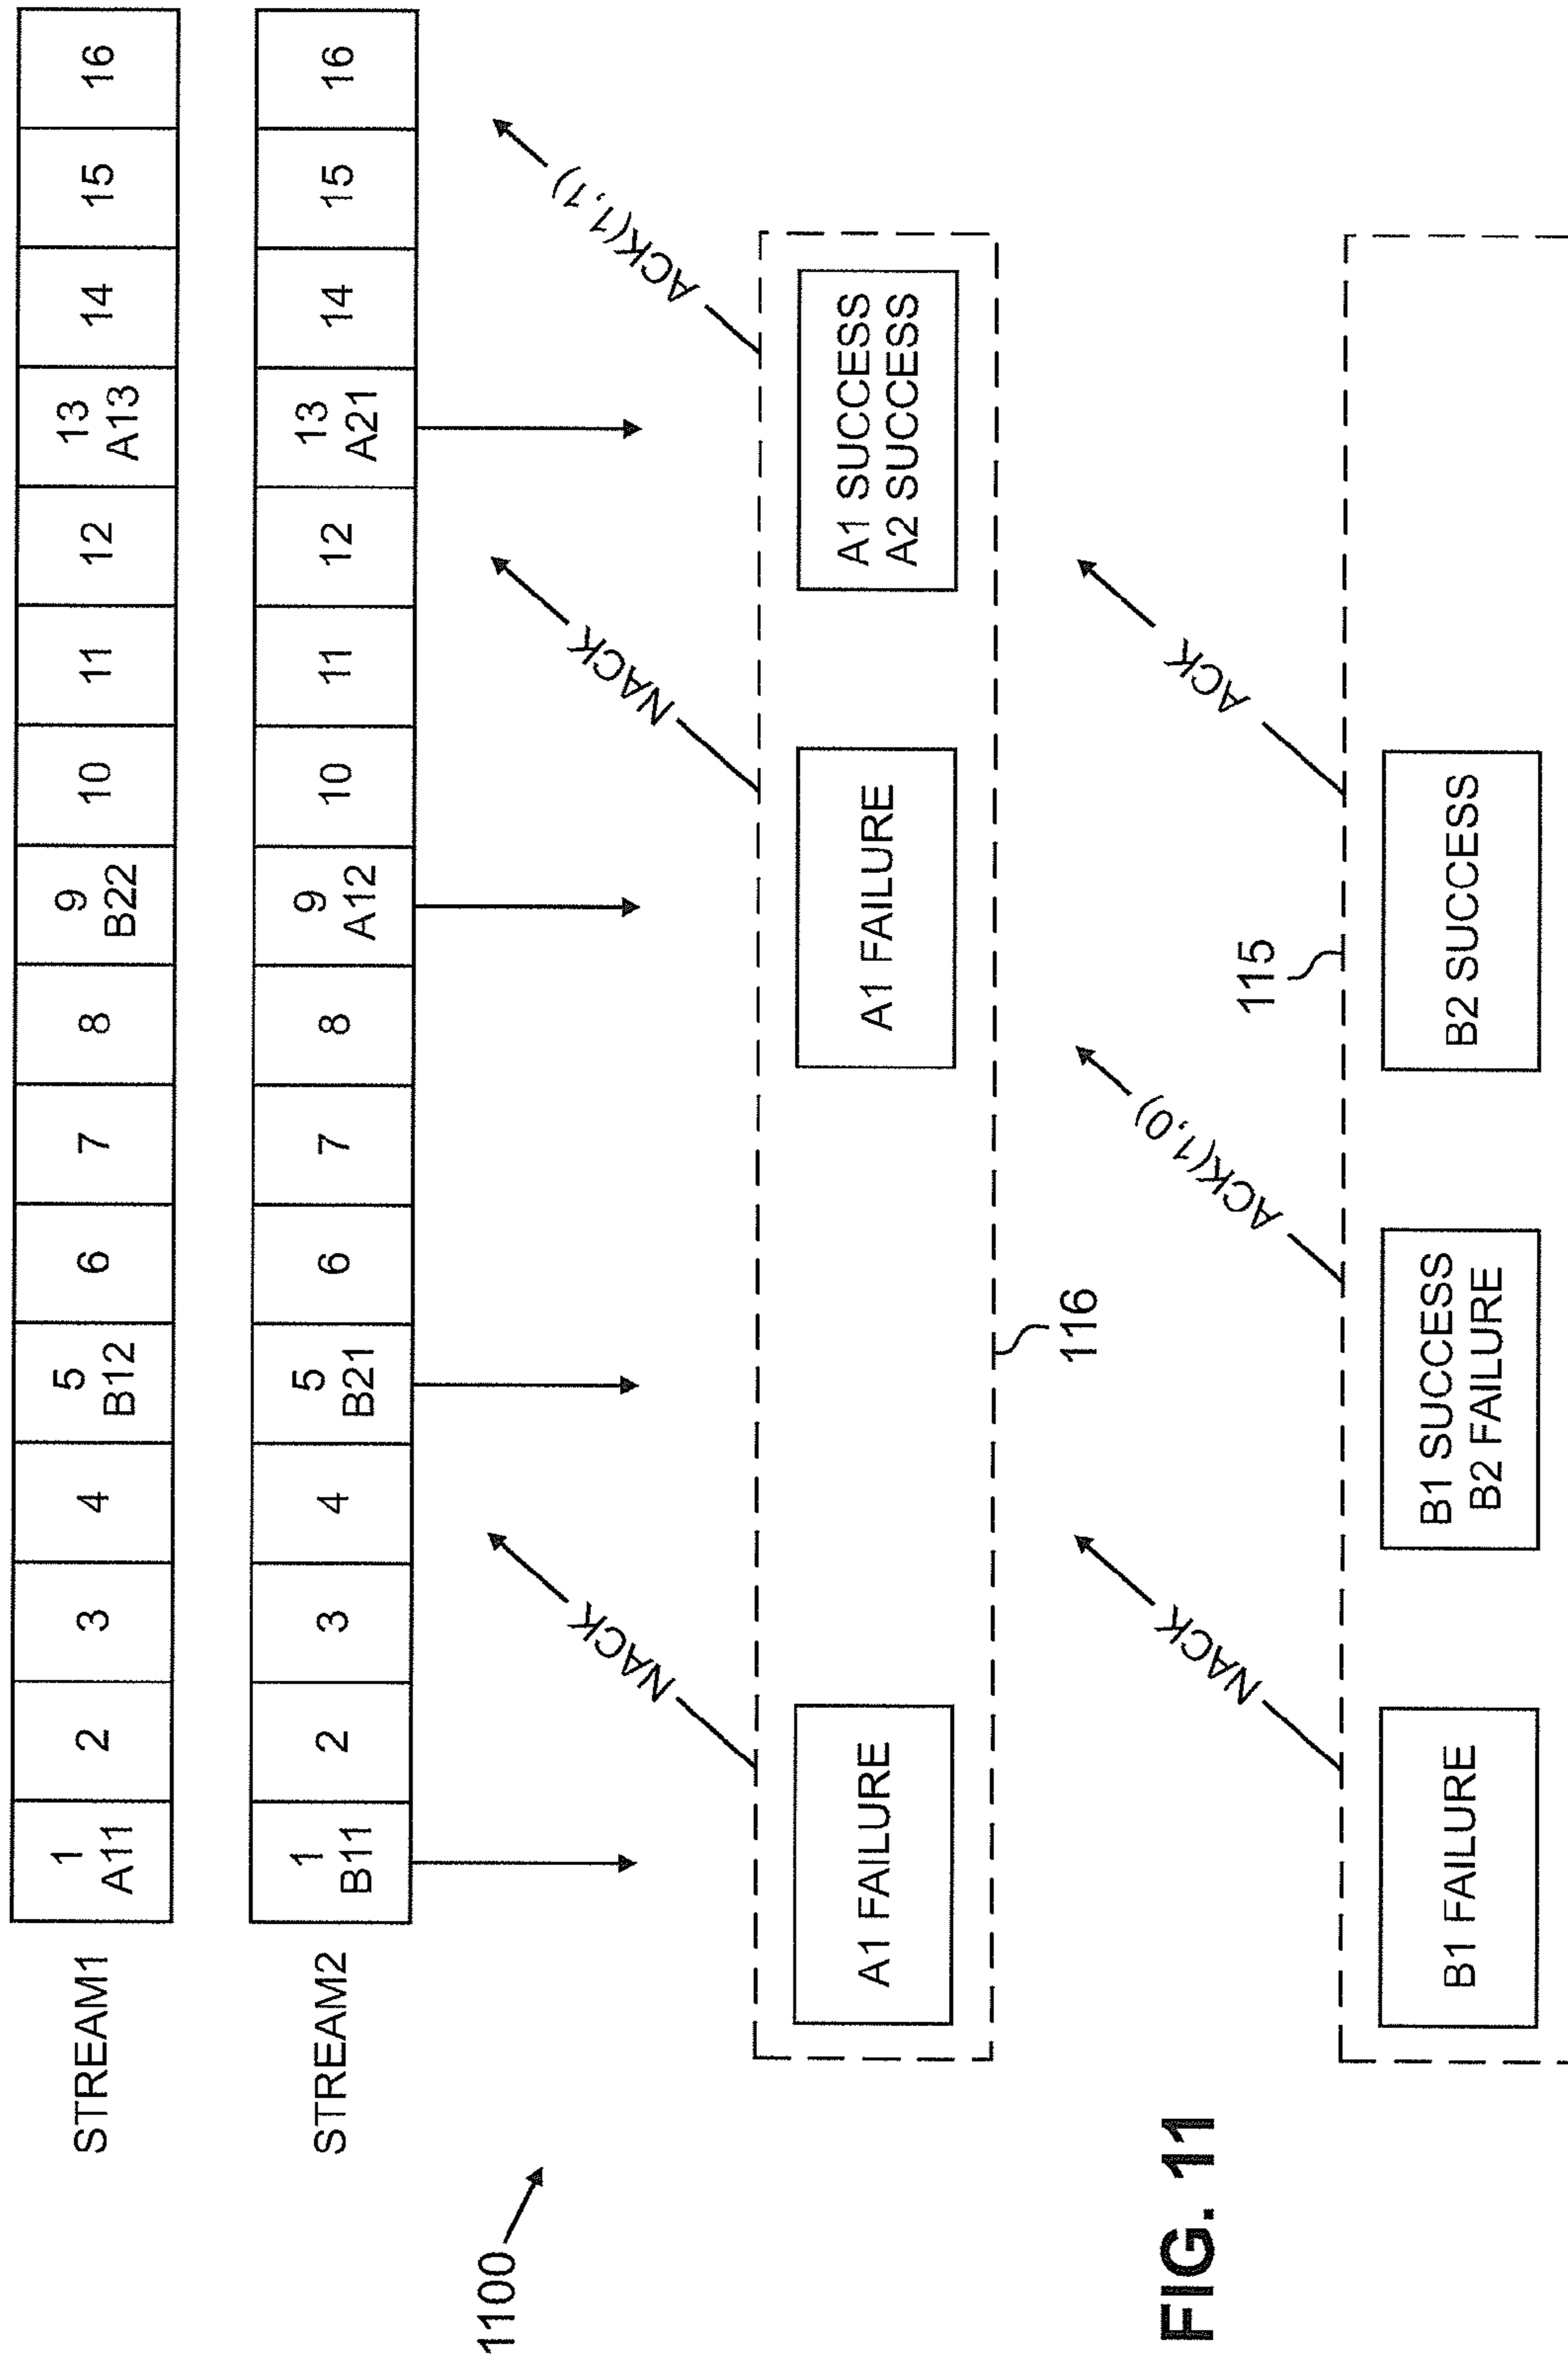 STREAM1
1 2 3 4 5 6 7 8 9 10 11 12 13 14 15 16
A11 B12 B22 A13
STREAM2
1 2 3 4 5 6 7 8 9 10 11 12 13 14 15 16
B11 B21 A12 A21
1100
NACK NACK ACK(1,1)
A1 FAILURE A1 FAILURE A1 SUCCESS
A2 SUCCESS
116
NACK ACK(1,0) ACK
115
B1 FAILURE B1 SUCCESS B2 SUCCESS
B2 FAILURE
FIG. 11